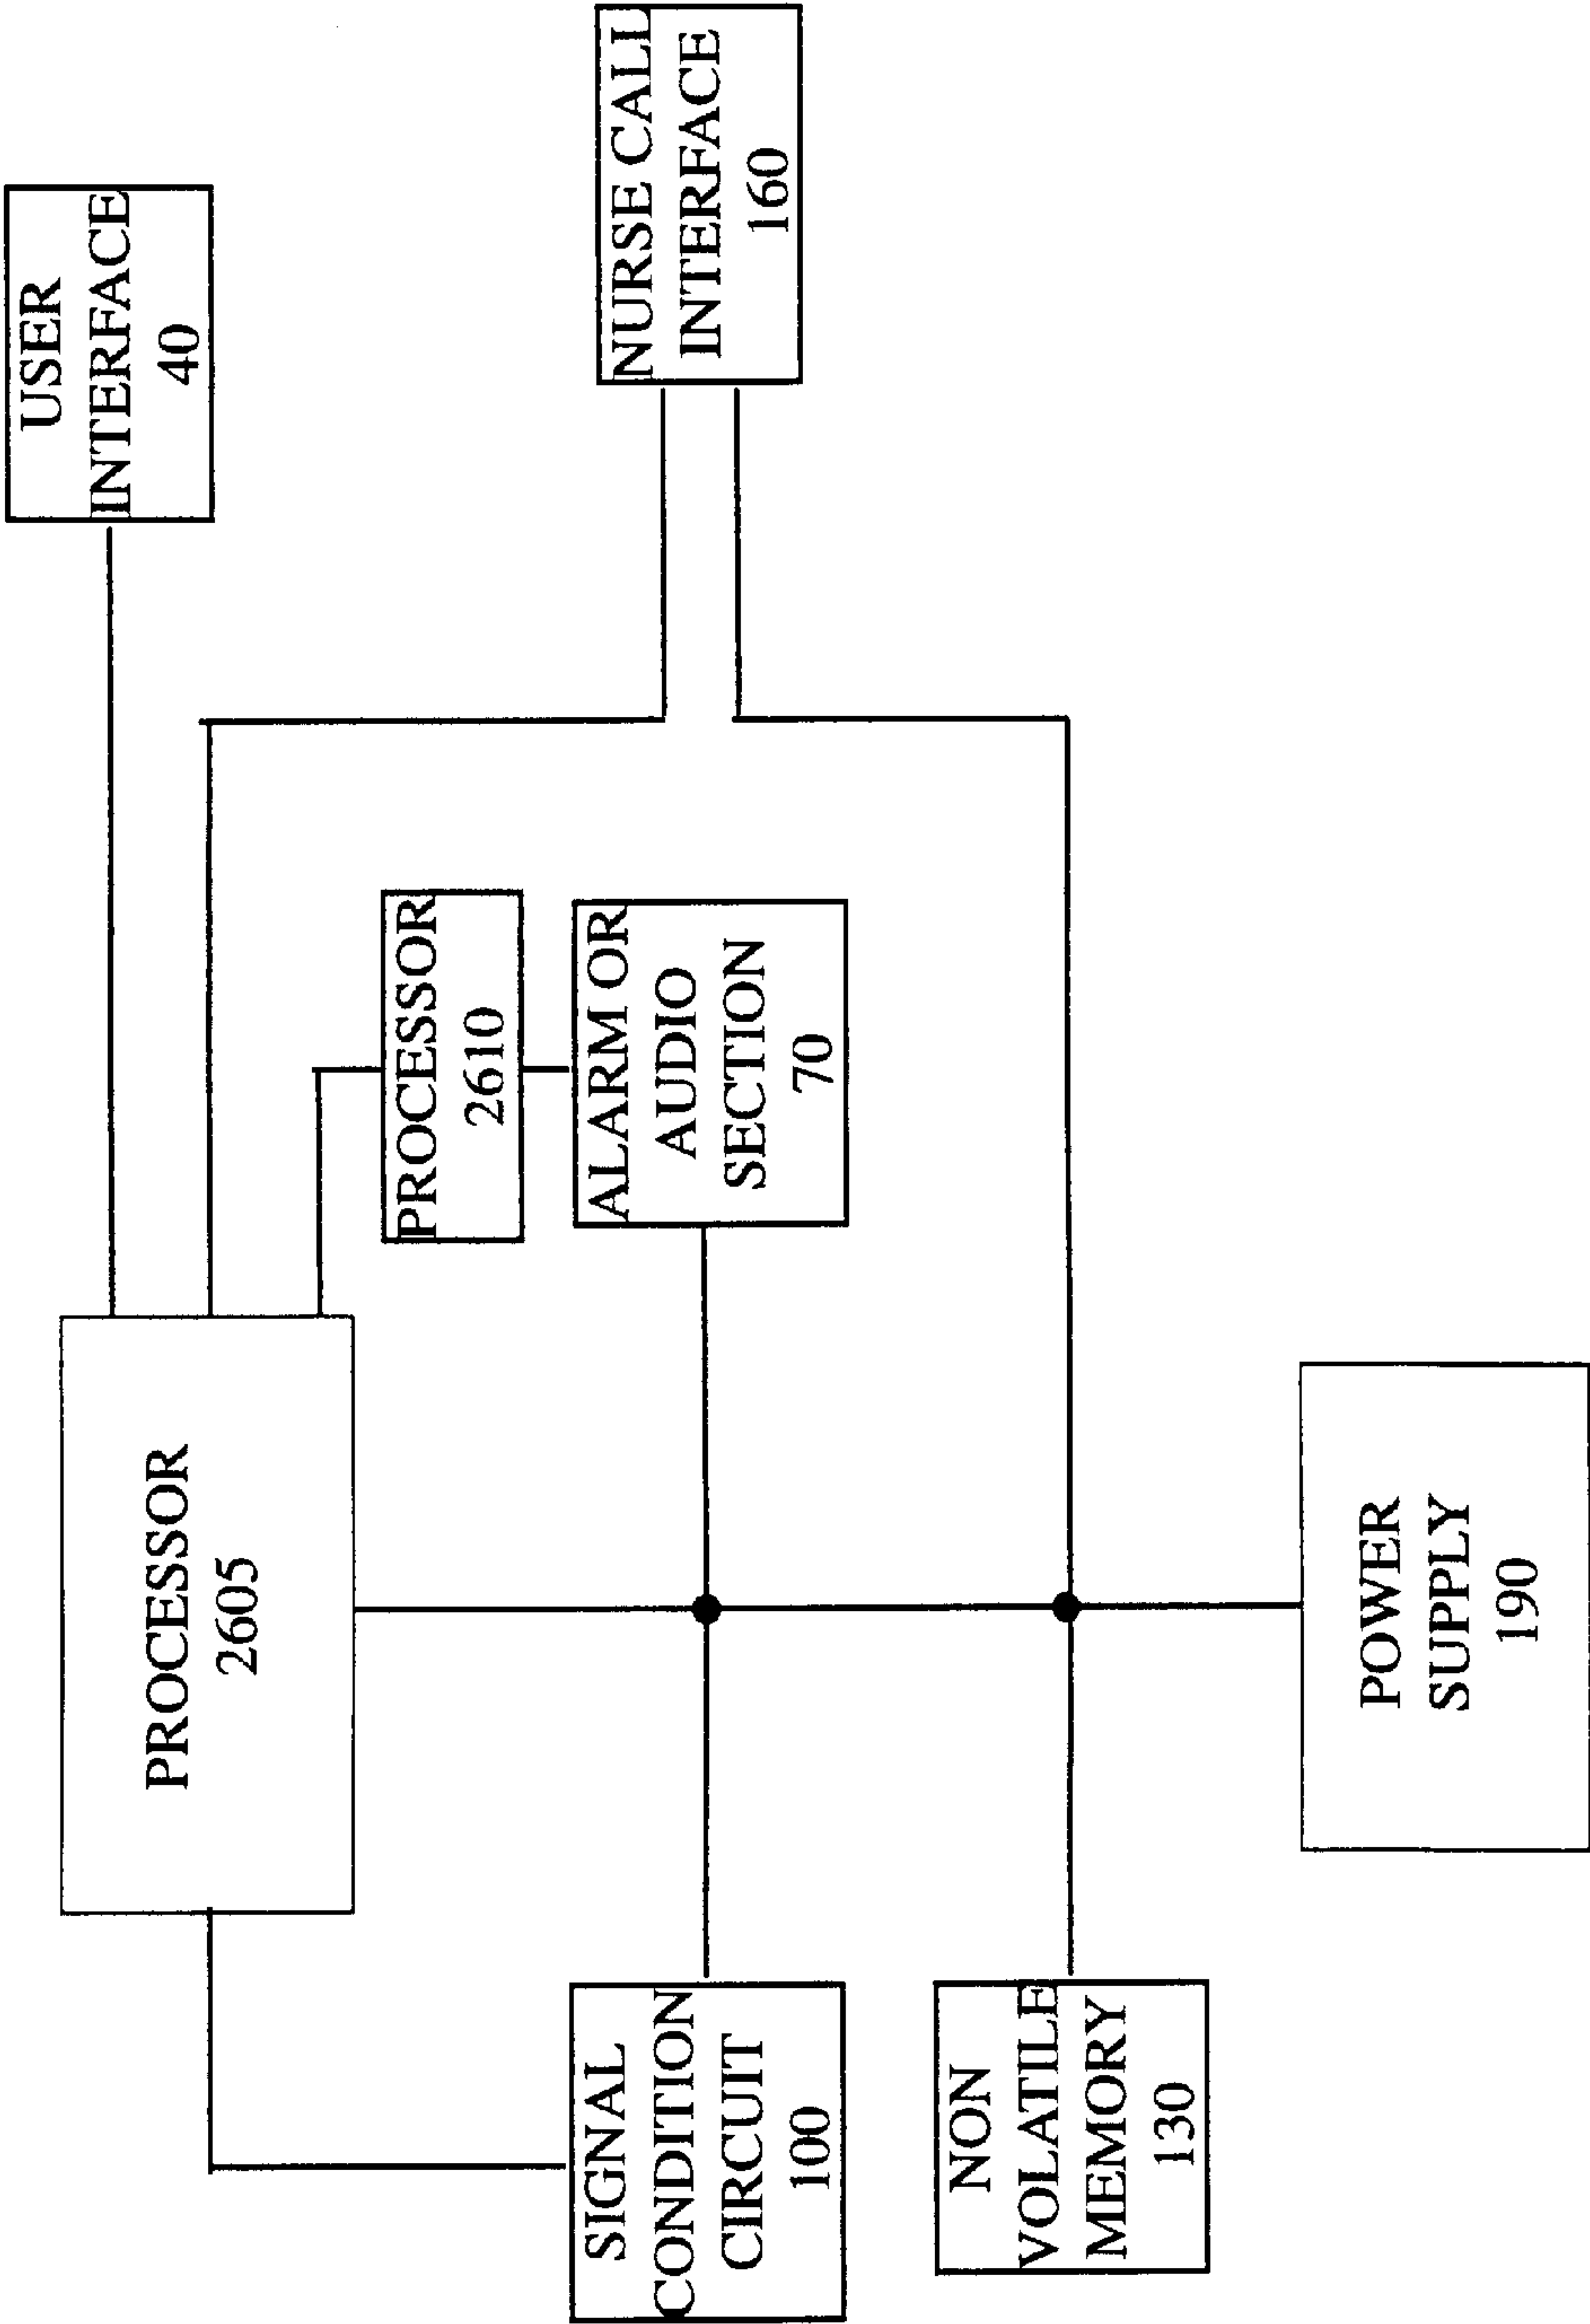 USER
INTERFACE
40
NURSE CALL
INTERFACE
160
PROCESSOR
2610
ALARM OR
AUDIO
SECTION
70
PROCESSOR
2605
POWER
SUPPLY
190
SIGNAL
CONDITION
CIRCUIT
100
NON
VOLATILE
MEMORY
130